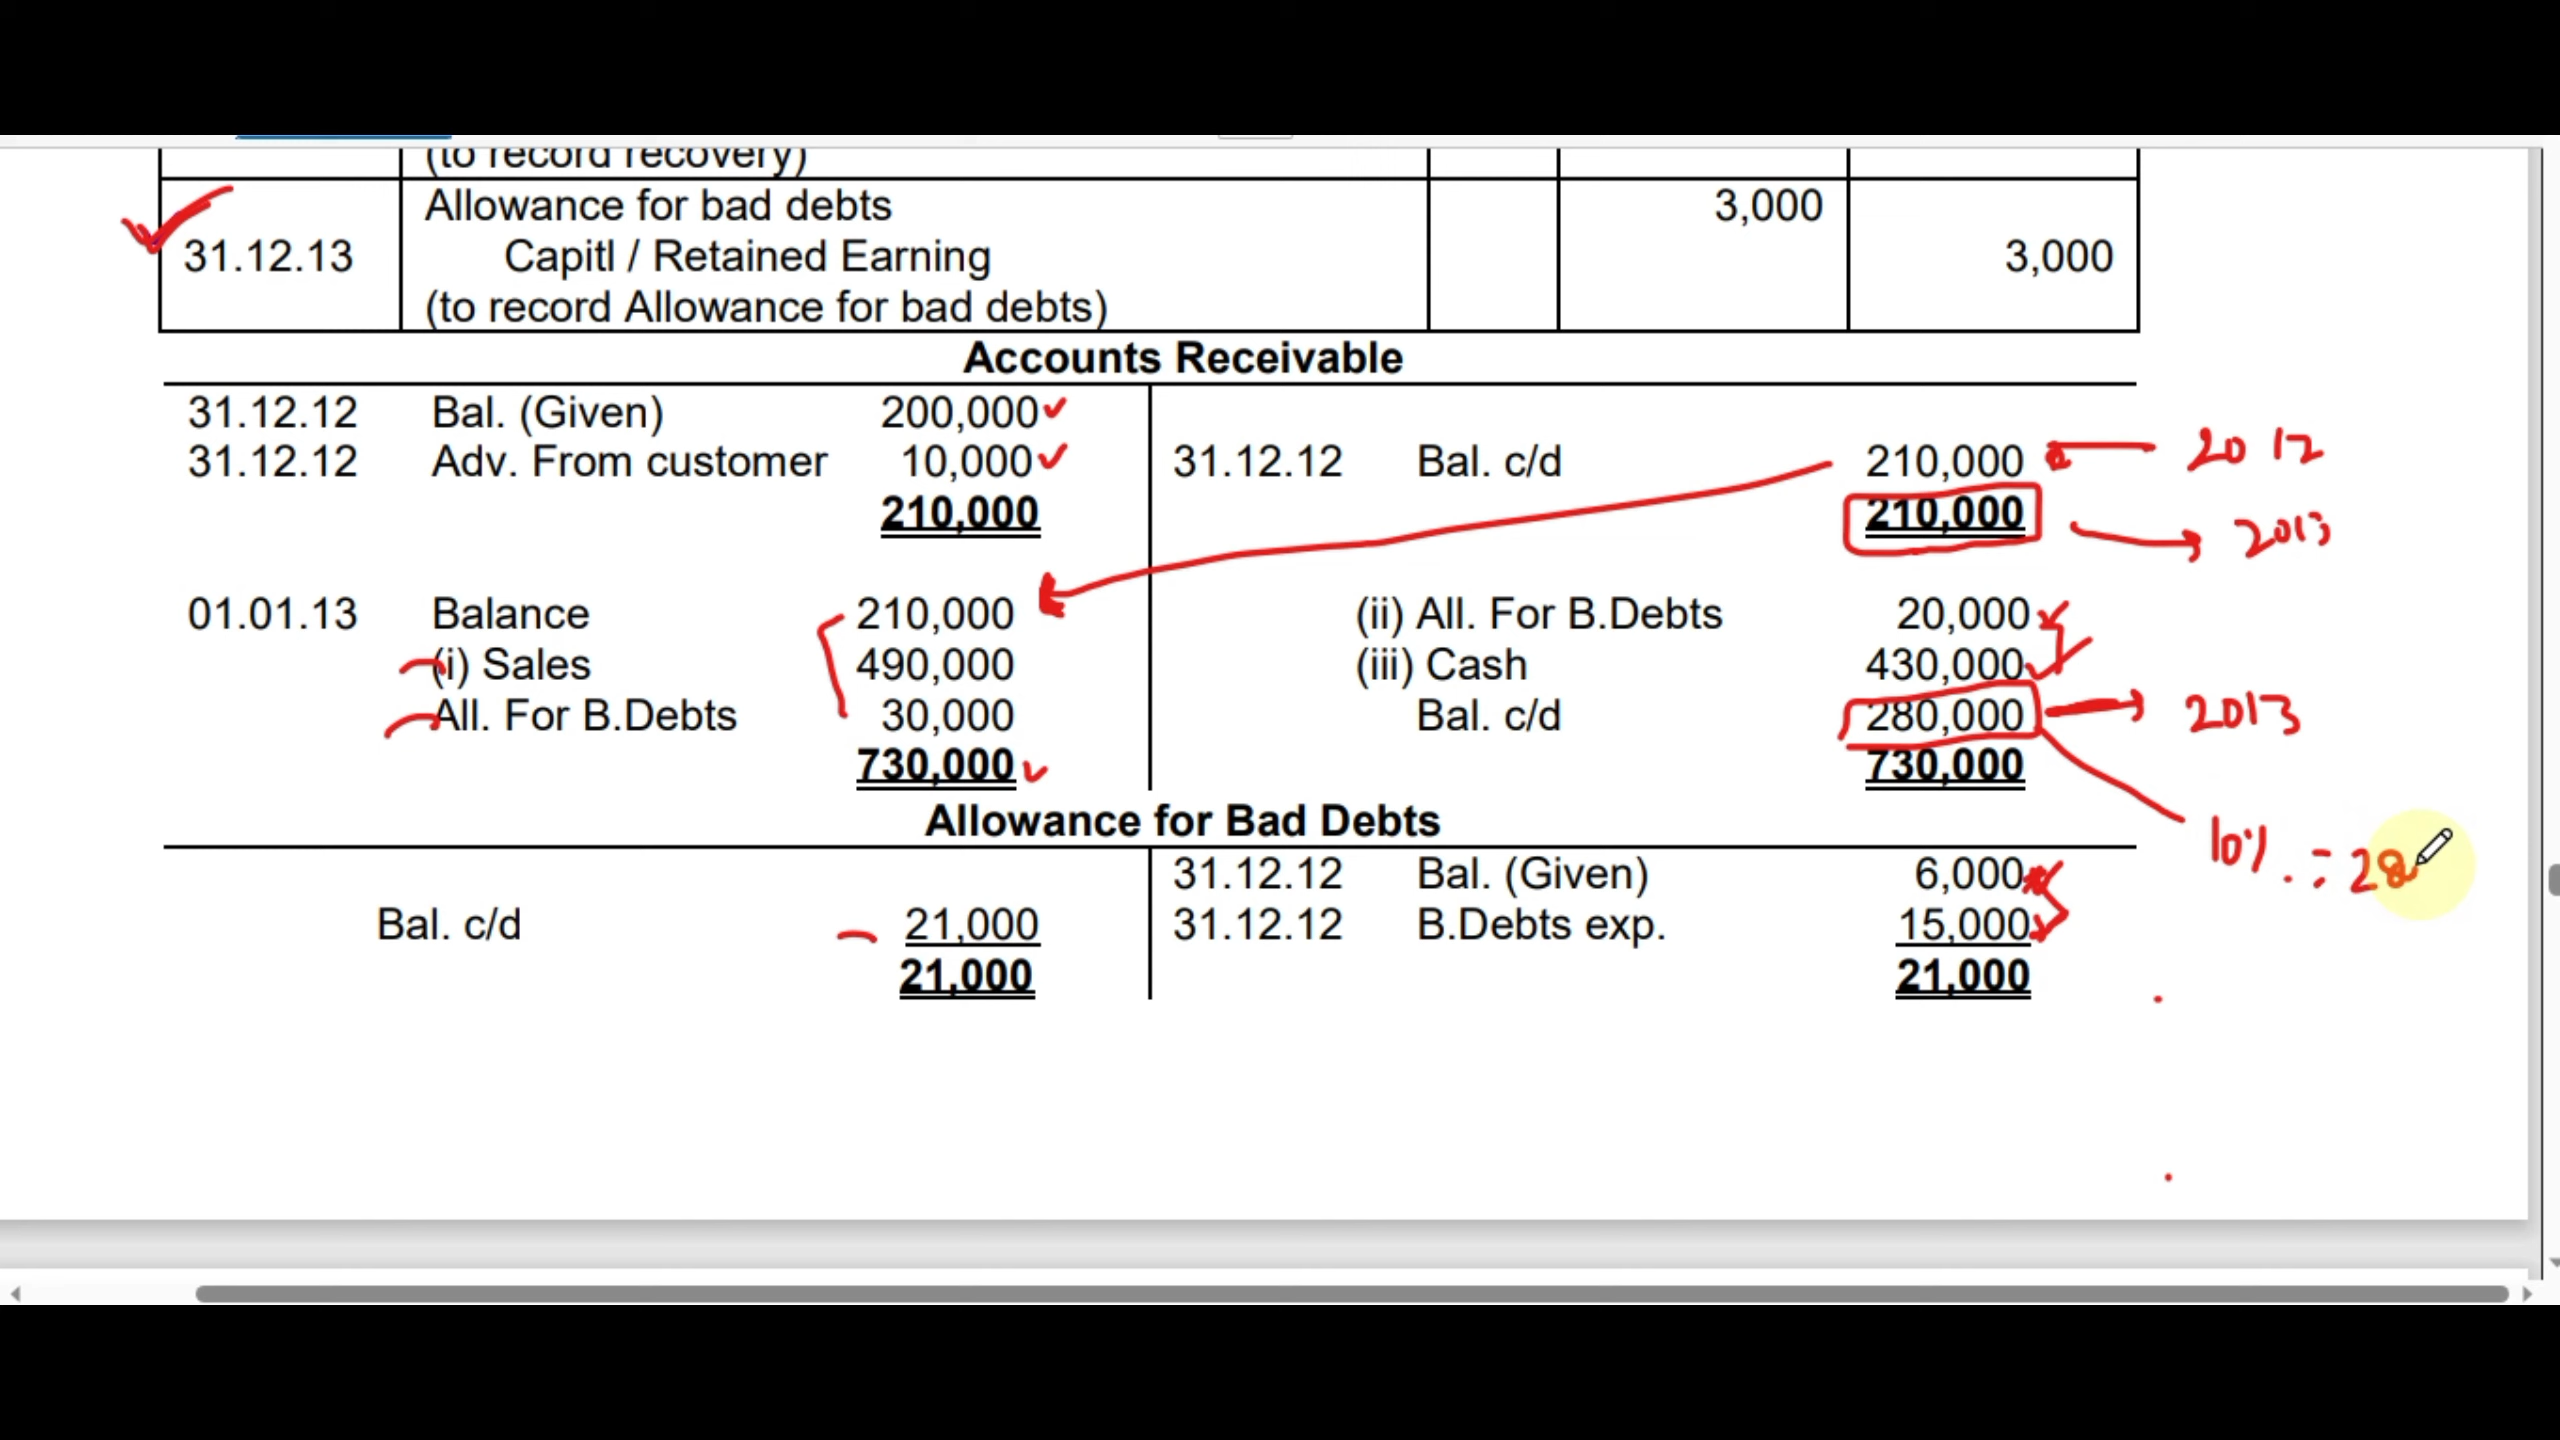 (to record recovery)
Allowance for bad debts 3,000
31.12.13 Capitl / Retained Earning 3,000
(to record Allowance for bad debts)
Accounts Receivable
31.12.12 Bal. (Given) 200,000
31.12.12 Adv. From customer 10,000 31.12.12 Bal. c/d 210,000 2012
210,000 210,000 2013
01.01.13 Balance 210,000 (ii) All. For B.Debts 20,000
(i) Sales 490,000 (iii) Cash 430,000
All. For B.Debts 30,000 Bal. c/d 280,000 2013
730,000 730,000
Allowance for Bad Debts
31.12.12 Bal. (Given) 6,000 10% = 28
Bal. c/d 21,000 31.12.12 B.Debts exp. 15,000
21,000 21,000